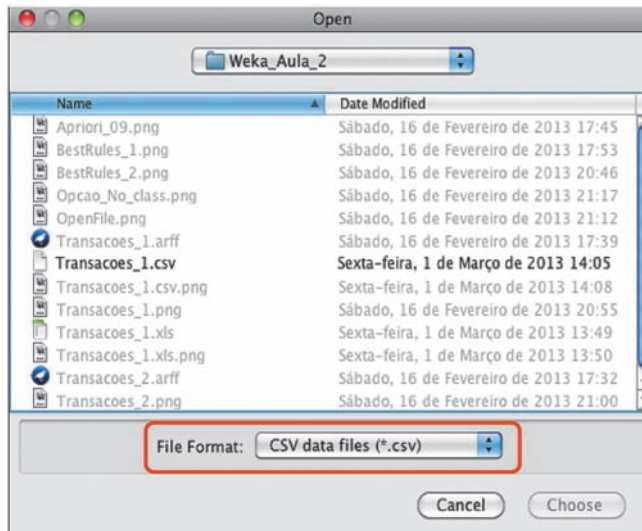 Open
Weka_Aula_2
Name Date Modified
Apriori_09.png Sábado, 16 de Fevereiro de 2013 17:45
BestRules_1.png Sábado, 16 de Fevereiro de 2013 17:53
BestRules_2.png Sábado, 16 de Fevereiro de 2013 20:46
Opcao_No_class.png Sábado, 16 de Fevereiro de 2013 21:17
OpenFile.png Sábado, 16 de Fevereiro de 2013 21:12
Transacoes_1.arff Sábado, 16 de Fevereiro de 2013 17:39
Transacoes_1.csv Sexta-feira, 1 de Março de 2013 14:05
Transacoes_1.csv.png Sexta-feira, 1 de Março de 2013 14:08
Transacoes_1.png Sábado, 16 de Fevereiro de 2013 20:55
Transacoes_1.xls Sexta-feira, 1 de Março de 2013 13:49
Transacoes_1.xls.png Sexta-feira, 1 de Março de 2013 13:50
Transacoes_2.arff Sábado, 16 de Fevereiro de 2013 17:32
Transacoes_2.png Sábado, 16 de Fevereiro de 2013 21:00
File Format: CSV data files (*.csv)
Cancel Choose